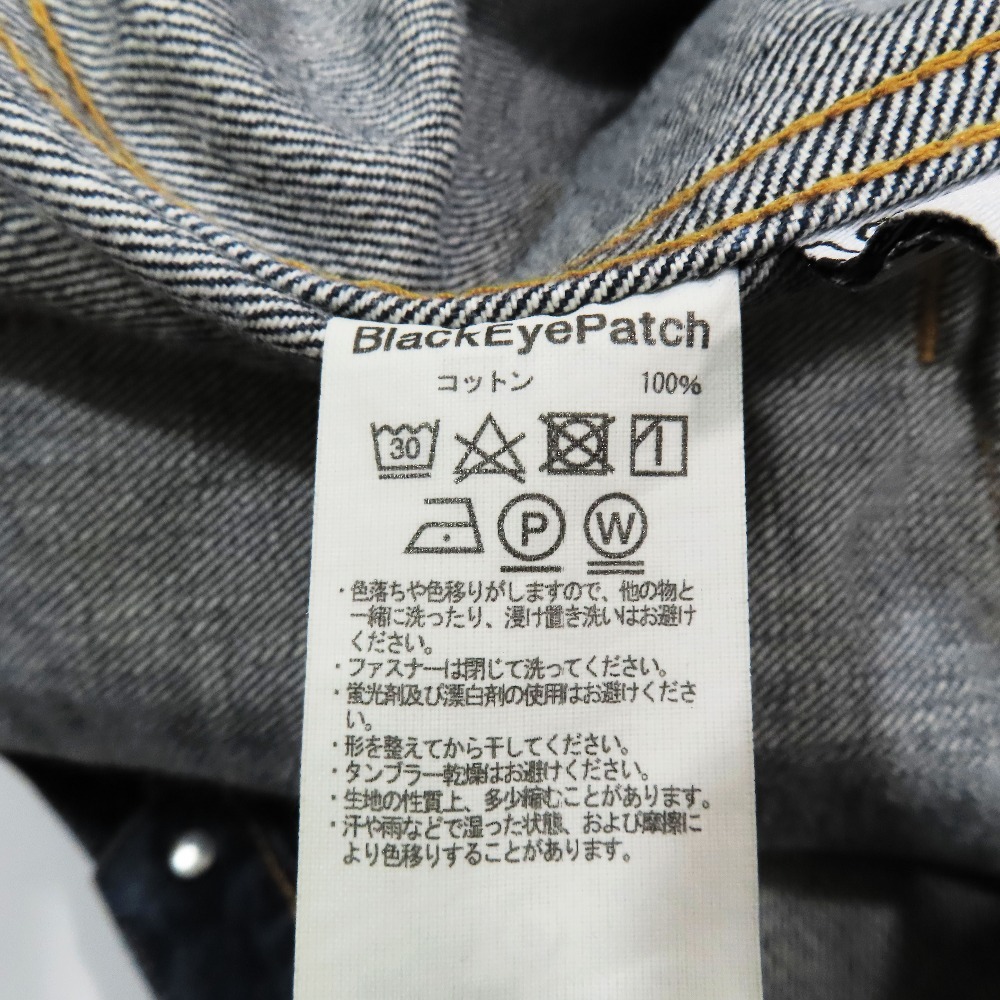 BlackEyePatch
コットン 100%
30
P W
・色落ちや色移りがしますので、他の物と
一緒に洗ったり、浸け置き洗いはお避け
ください。
・ファスナーは閉じて洗ってください。
・蛍光剤及び漂白剤の使用はお避けくださ
い。
・形を整えてから干してください。
・タンブラー乾燥はお避けください。
・生地の性質上、多少縮むことがあります。
・汗や雨などで湿った状態、および摩擦に
より色移りすることがあります。